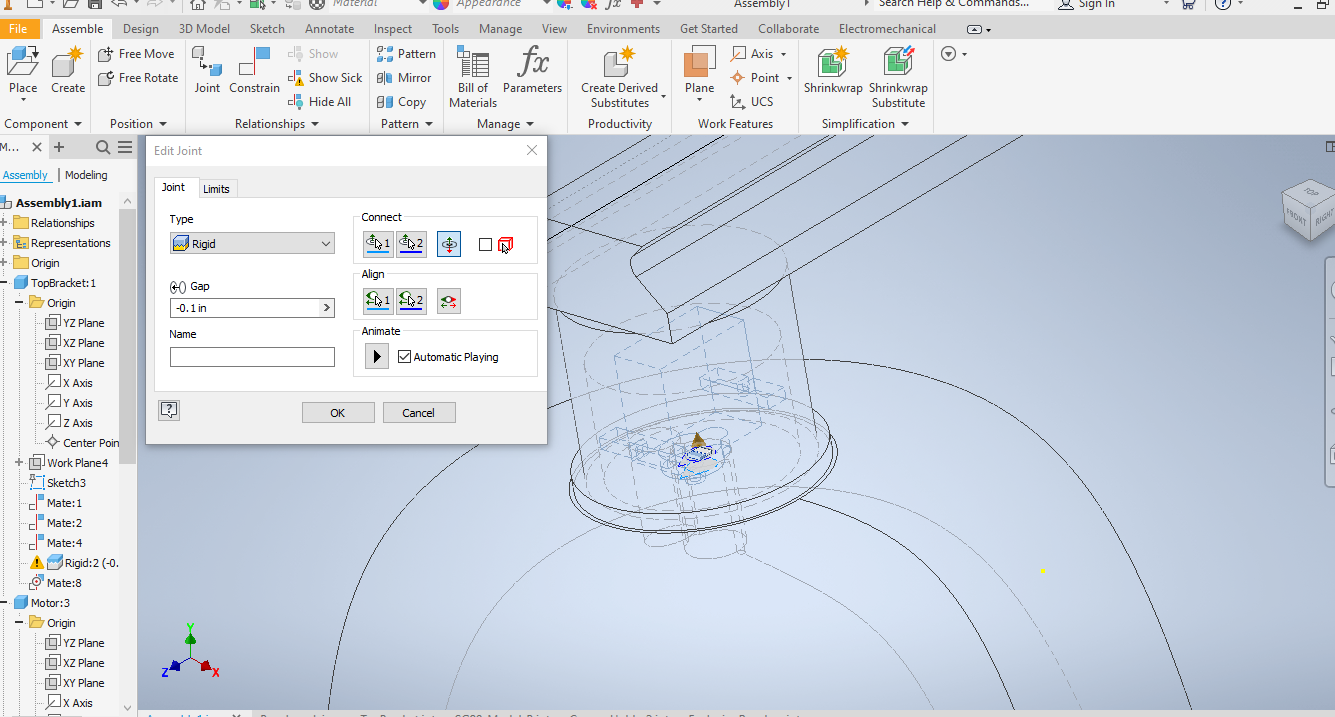 Material Appearance Assembly1 Search Help & Commands... Sign In
File Assemble Design 3D Model Sketch Annotate Inspect Tools Manage View Environments Get Started Collaborate Electromechanical
Place
Create
Component
Free Move
Free Rotate
Position
Joint
Constrain
Show
Show Sick
Hide All
Relationships
Pattern
Mirror
Copy
Pattern
Bill of
Materials
fx
Parameters
Manage
Create Derived
Substitutes
Productivity
Plane
Axis
Point
UCS
Work Features
Shrinkwrap
Shrinkwrap
Substitute
Simplification
M...
Assembly Modeling
Assembly1.iam
Relationships
Representations
Origin
TopBracket:1
Origin
YZ Plane
XZ Plane
XY Plane
X Axis
Y Axis
Z Axis
Center Poin
Work Plane4
Sketch3
Mate:1
Mate:2
Mate:4
Rigid:2 (-0.
Mate:8
Motor:3
Origin
YZ Plane
XZ Plane
XY Plane
X Axis
Edit Joint
Joint Limits
Type
Rigid
Gap
-0.1 in
Name
Connect
1 2
Align
1 2
Animate
Automatic Playing
OK Cancel
TOP
FRONT RIGHT
Y
Z X